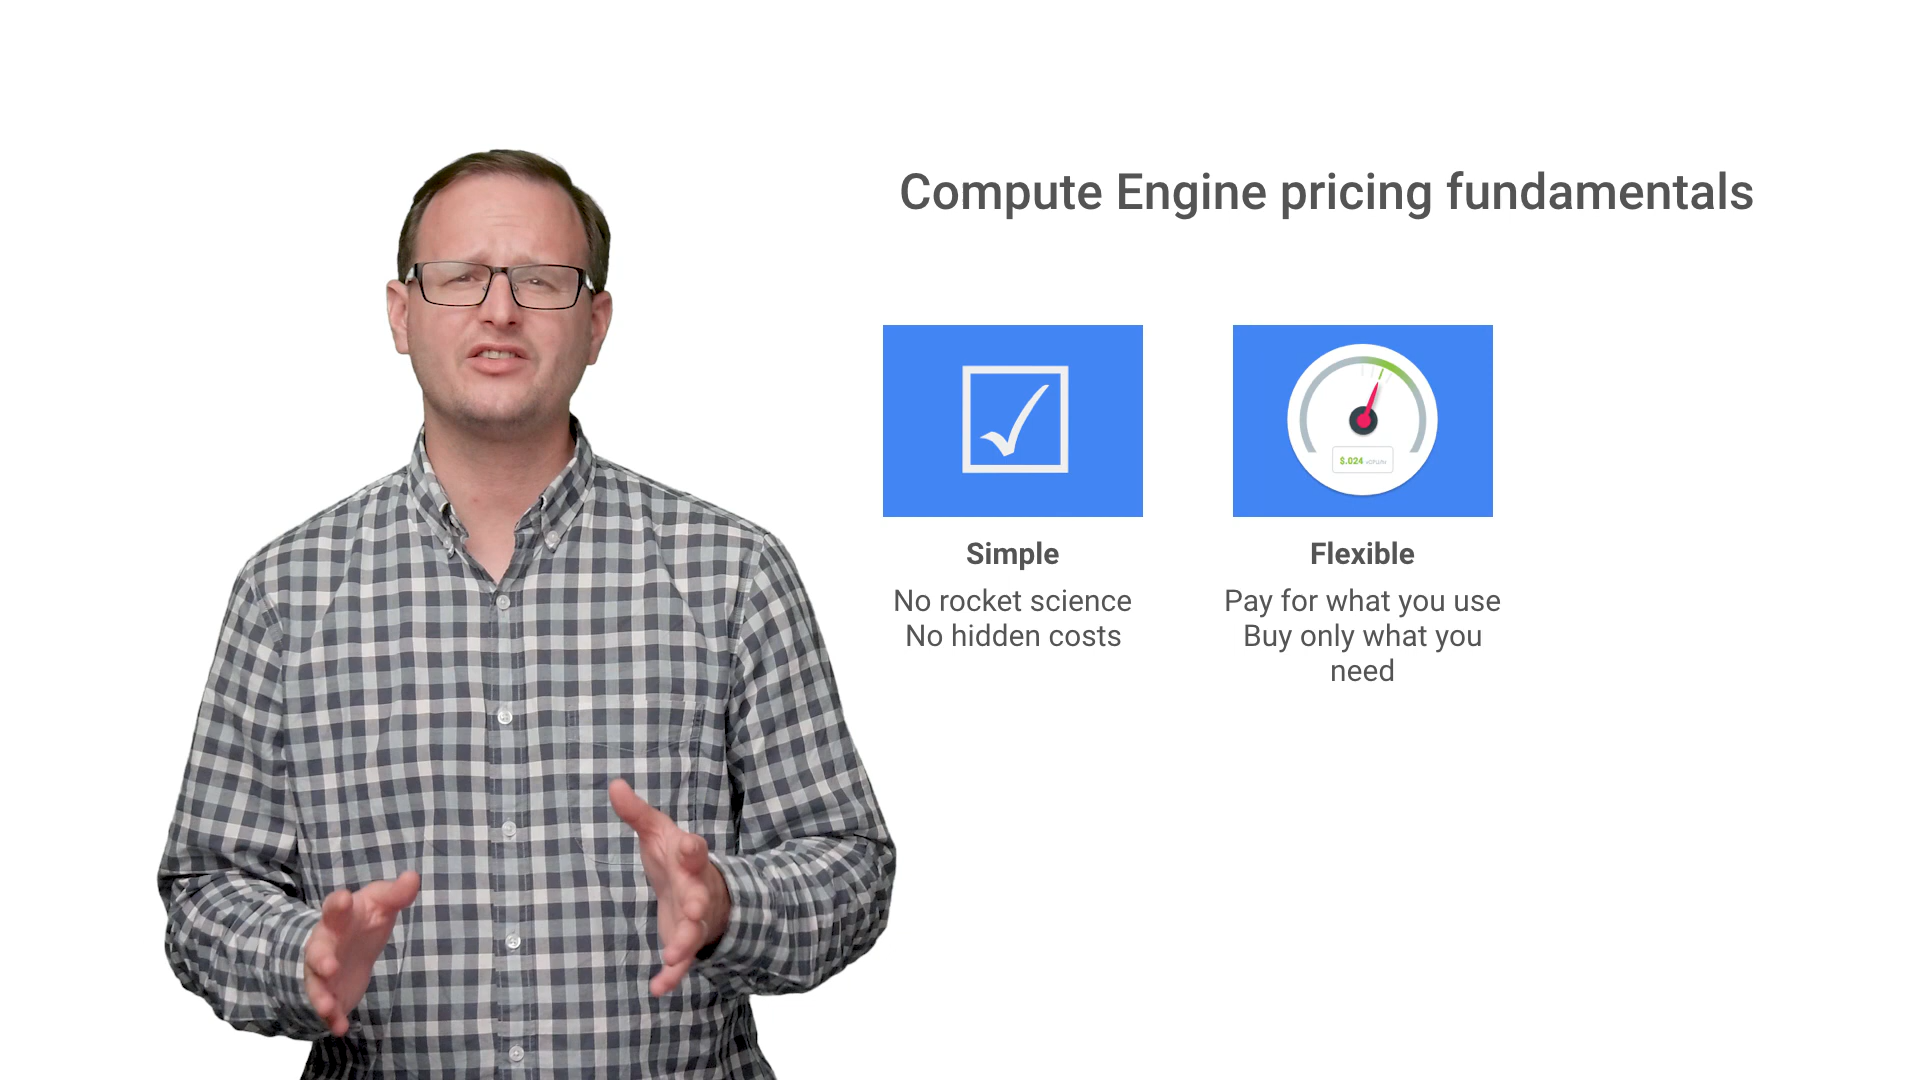 Compute Engine pricing fundamentals
$.024
Simple
No rocket science
No hidden costs
Flexible
Pay for what you use
Buy only what you
need